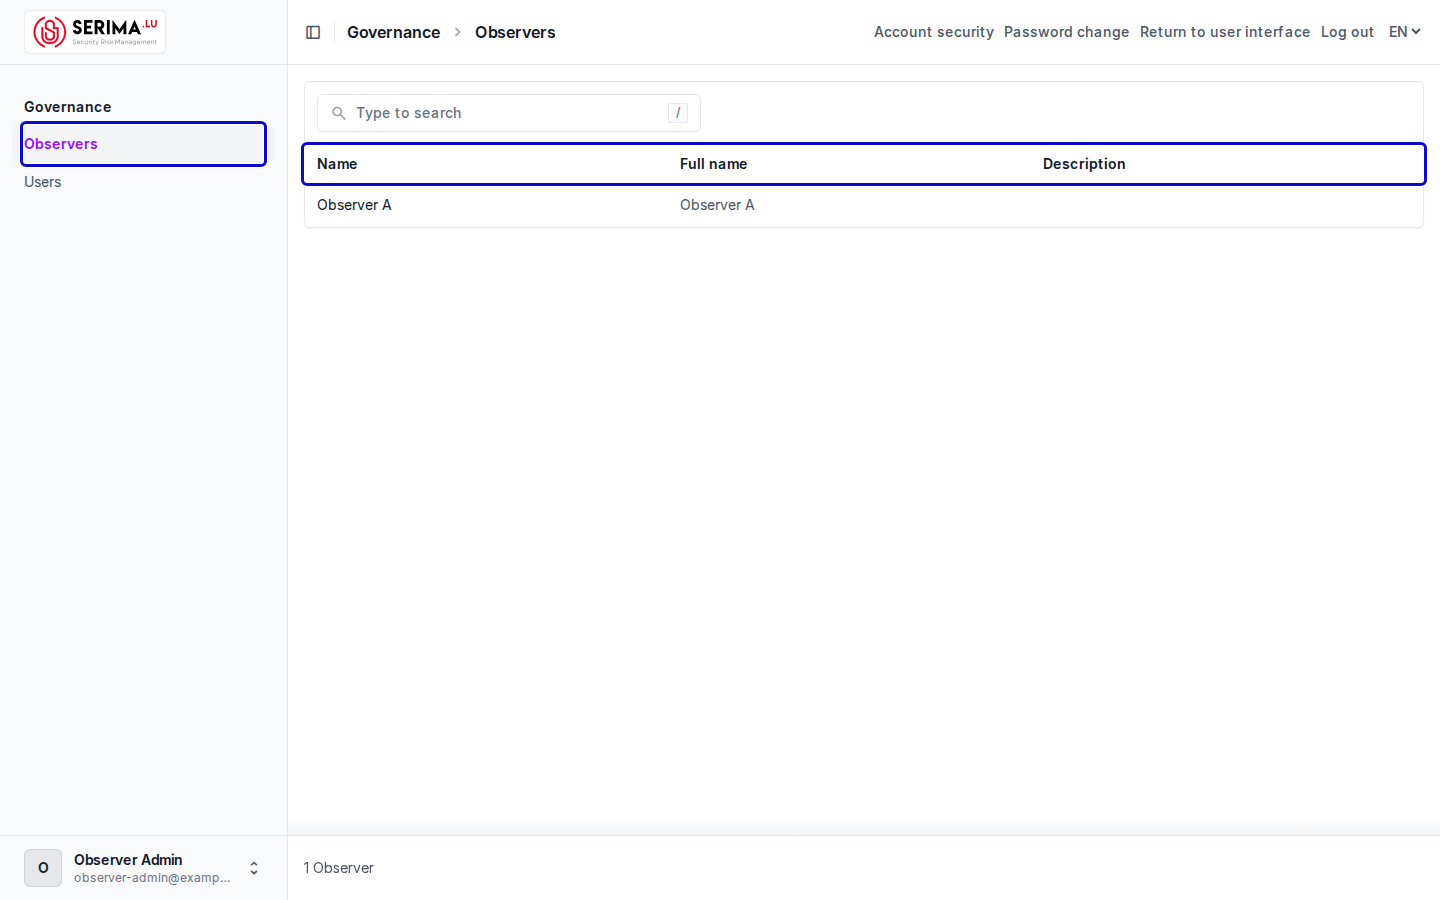 SERIMA.LU
Security Risk Management
Governance
Observers
Users
Governance > Observers
Account security Password change Return to user interface Log out EN
Type to search /
Name Full name Description
Observer A Observer A
O
Observer Admin
observer-admin@examp...
1 Observer